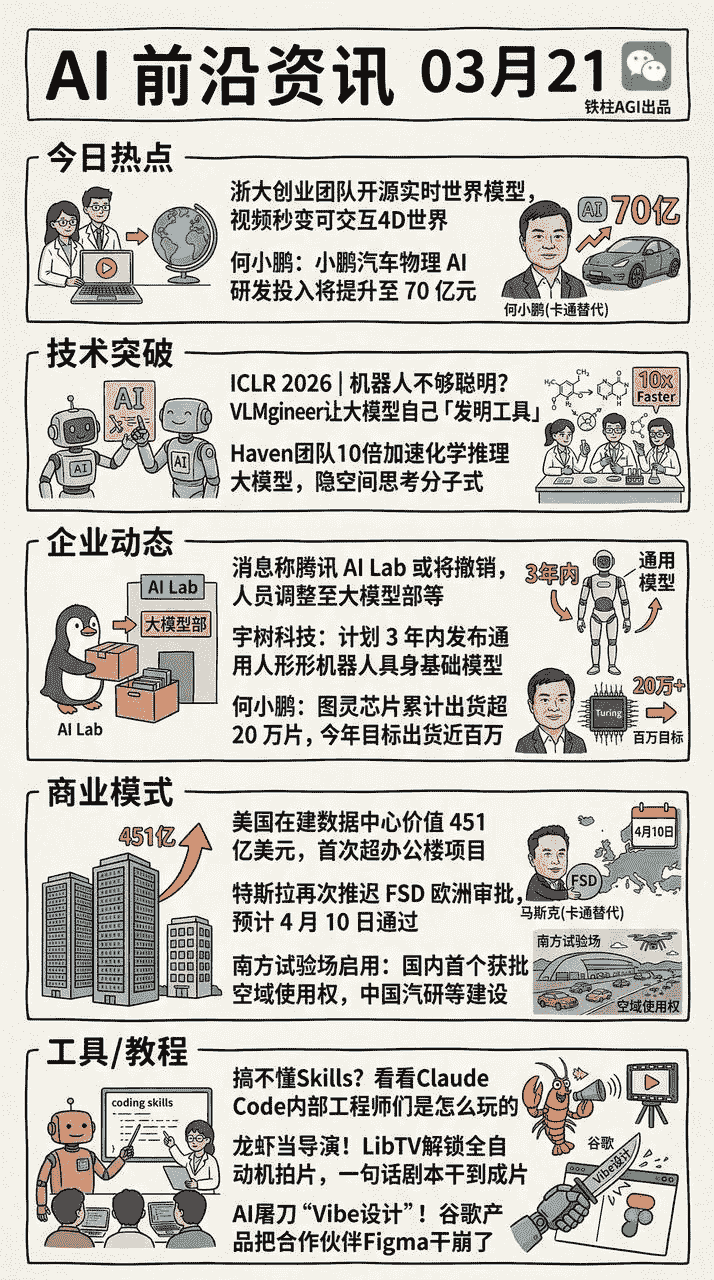 AI 前沿资讯 03月21
铁柱AGI出品
今日热点
浙大创业团队开源实时世界模型，
视频秒变可交互4D世界
何小鹏：小鹏汽车物理 AI
研发投入将提升至 70 亿元
AI 70亿
何小鹏(卡通替代)
技术突破
AI
AI
AI
ICLR 2026 | 机器人不够聪明？
VLMgineer让大模型自己「发明工具」
Haven团队10倍加速化学推理
大模型，隐空间思考分子式
10x
Faster
企业动态
AI Lab
大模型部
AI Lab
消息称腾讯 AI Lab 或将撤销，
人员调整至大模型部等
宇树科技：计划 3 年内发布通
用人形形机器人具身基础模型
何小鹏：图灵芯片累计出货超
20 万片，今年目标出货近百万
3年内
通用
模型
20万+
Turing
百万目标
商业模式
451亿
美国在建数据中心价值 451
亿美元，首次超办公楼项目
特斯拉再次推迟 FSD 欧洲审批，
预计 4 月 10 日通过
南方试验场启用：国内首个获批
空域使用权，中国汽研等建设
4月10日
FSD
马斯克(卡通替代)
南方试验场
空域使用权
工具/教程
coding skills
搞不懂Skills？看看Claude
Code内部工程师们是怎么玩的
龙虾当导演！LibTV解锁全自
动机拍片，一句话剧本干到成片
AI屠刀 “Vibe设计”！谷歌产
品把合作伙伴Figma干崩了
谷歌
Vibe设计